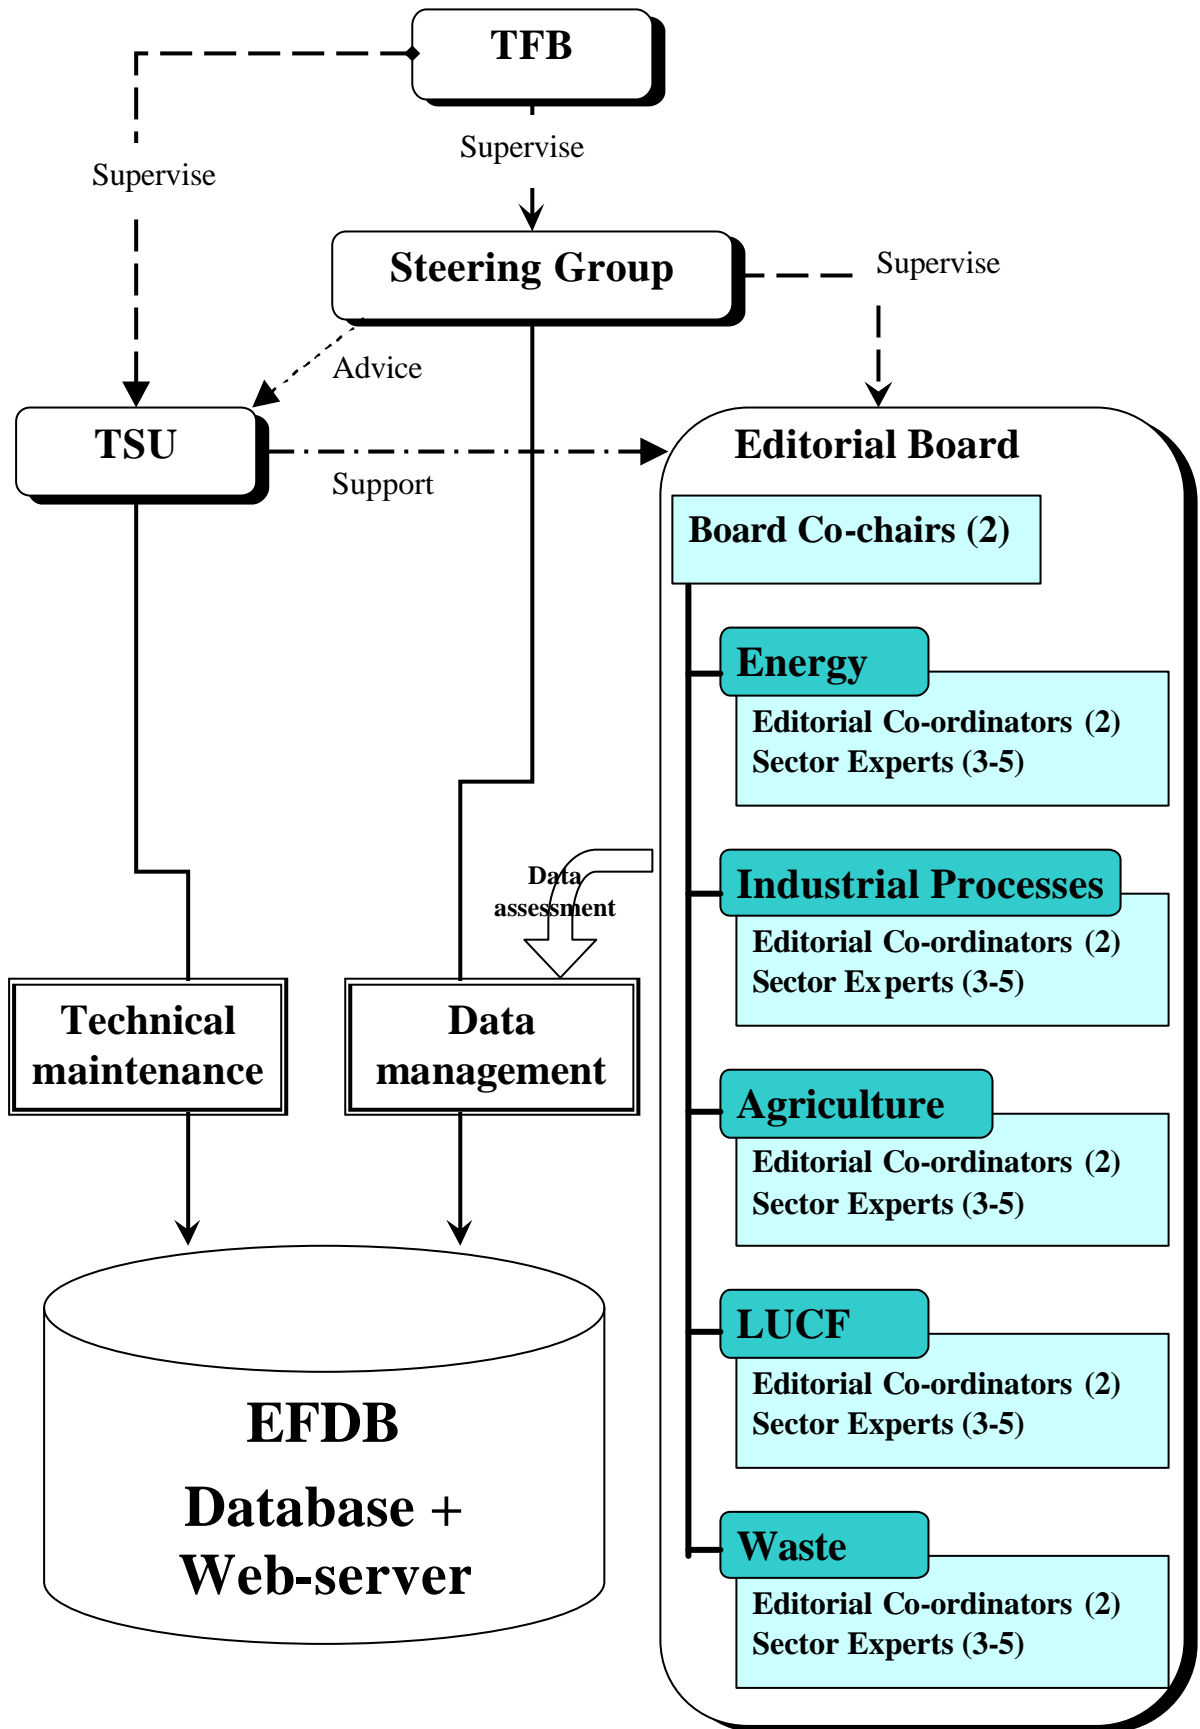 TFB
Supervise
Supervise
Steering Group
Supervise
Advice
TSU
Support
Editorial Board
Board Co-chairs (2)
Energy
Editorial Co-ordinators (2)
Sector Experts (3-5)
Industrial Processes
Editorial Co-ordinators (2)
Sector Experts (3-5)
Agriculture
Editorial Co-ordinators (2)
Sector Experts (3-5)
LUCF
Editorial Co-ordinators (2)
Sector Experts (3-5)
Waste
Editorial Co-ordinators (2)
Sector Experts (3-5)
Data
assessment
Technical
maintenance
Data
management
EFDB
Database +
Web-server